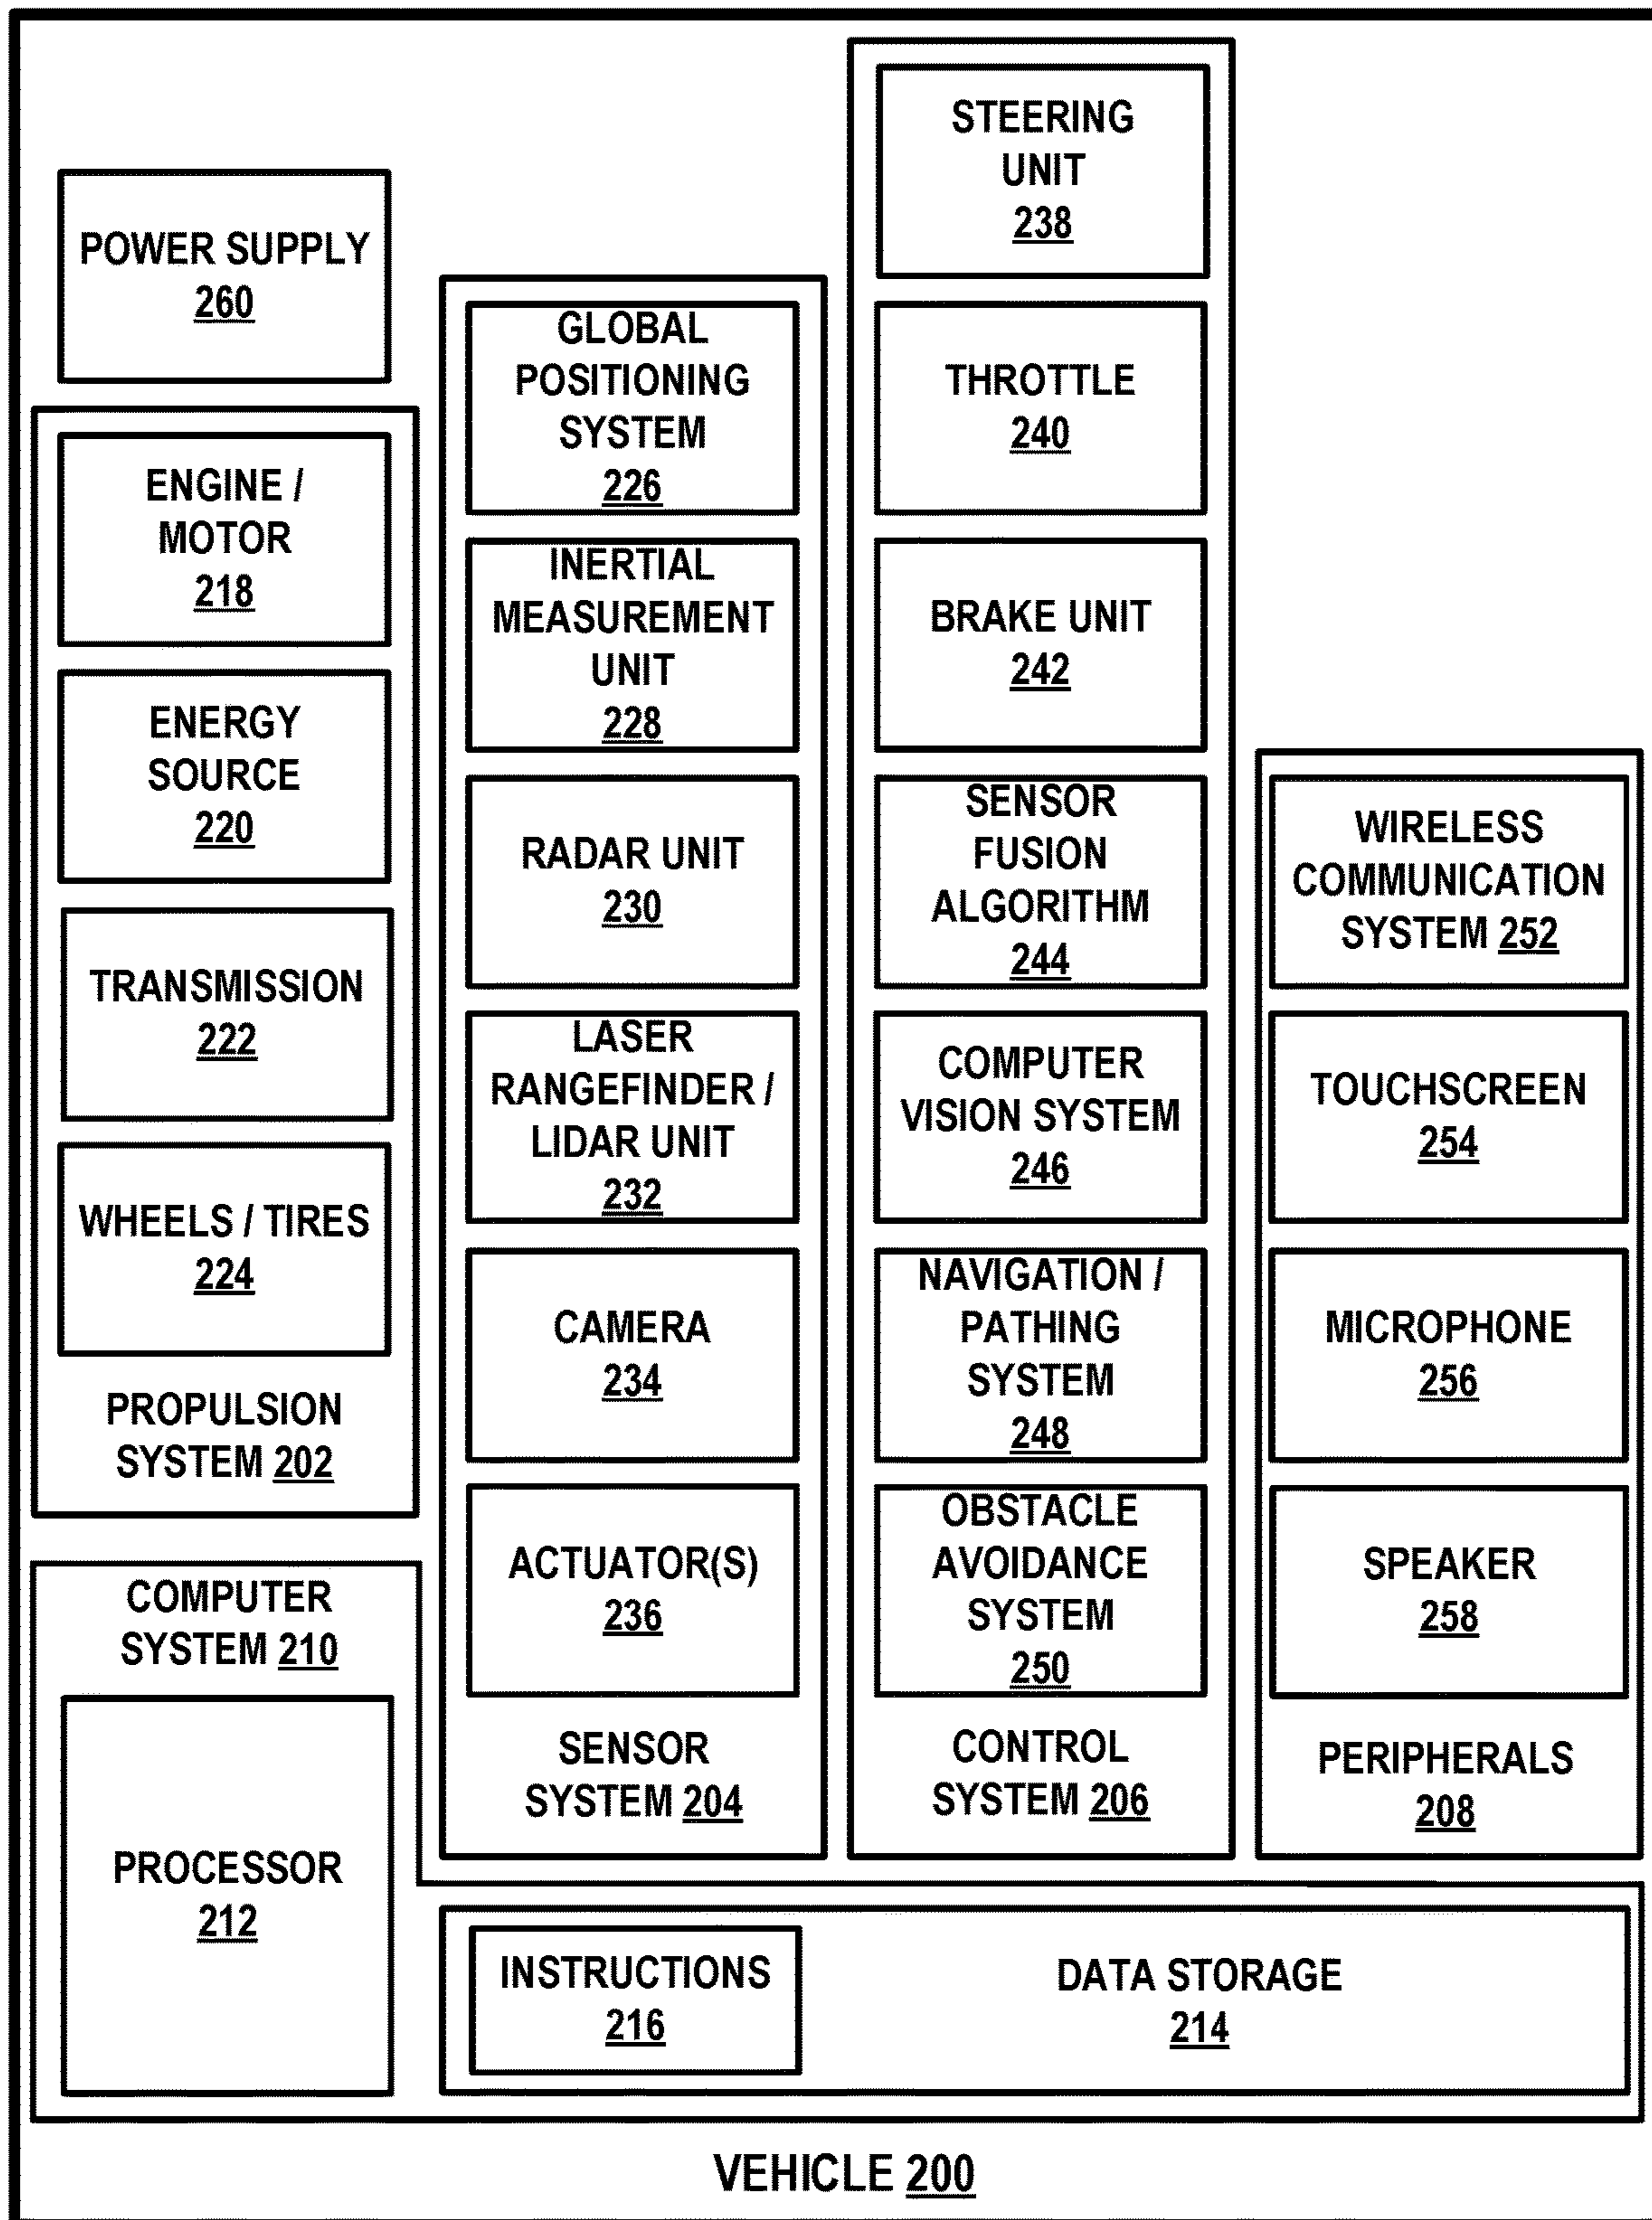 POWER SUPPLY
260
ENGINE /
MOTOR
218
ENERGY
SOURCE
220
TRANSMISSION
222
WHEELS / TIRES
224
PROPULSION
SYSTEM 202
COMPUTER
SYSTEM 210
PROCESSOR
212
GLOBAL
POSITIONING
SYSTEM
226
INERTIAL
MEASUREMENT
UNIT
228
RADAR UNIT
230
LASER
RANGEFINDER /
LIDAR UNIT
232
CAMERA
234
ACTUATOR(S)
236
SENSOR
SYSTEM 204
STEERING
UNIT
238
THROTTLE
240
BRAKE UNIT
242
SENSOR
FUSION
ALGORITHM
244
COMPUTER
VISION SYSTEM
246
NAVIGATION /
PATHING
SYSTEM
248
OBSTACLE
AVOIDANCE
SYSTEM
250
CONTROL
SYSTEM 206
WIRELESS
COMMUNICATION
SYSTEM 252
TOUCHSCREEN
254
MICROPHONE
256
SPEAKER
258
PERIPHERALS
208
INSTRUCTIONS
216
DATA STORAGE
214
VEHICLE 200